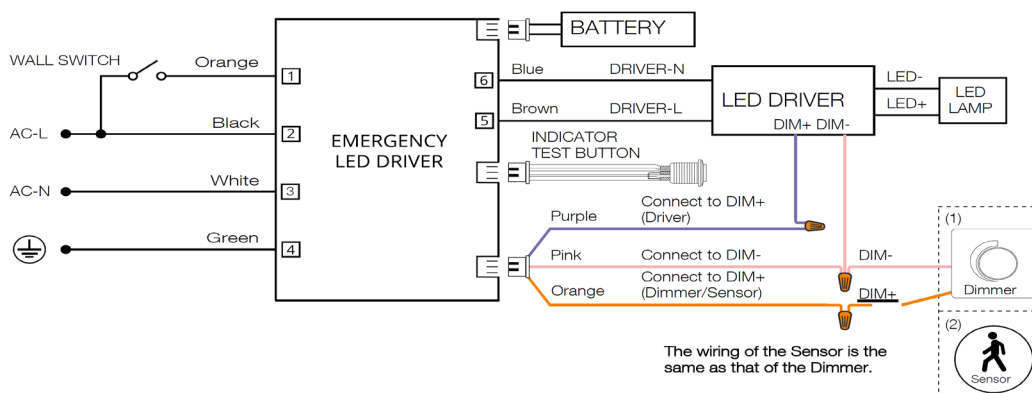 BATTERY
WALL SWITCH
Orange
1
6
Blue
DRIVER-N
LED DRIVER
DIM+ DIM-
LED-
LED+
LED
LAMP
AC-L
Black
2
EMERGENCY
LED DRIVER
5
Brown
DRIVER-L
INDICATOR
TEST BUTTON
AC-N
White
3
Green
4
Purple
Connect to DIM+
(Driver)
Pink
Connect to DIM-
DIM-
Orange
Connect to DIM+
(Dimmer/Sensor)
DIM+
(1)
Dimmer
(2)
Sensor
The wiring of the Sensor is the
same as that of the Dimmer.